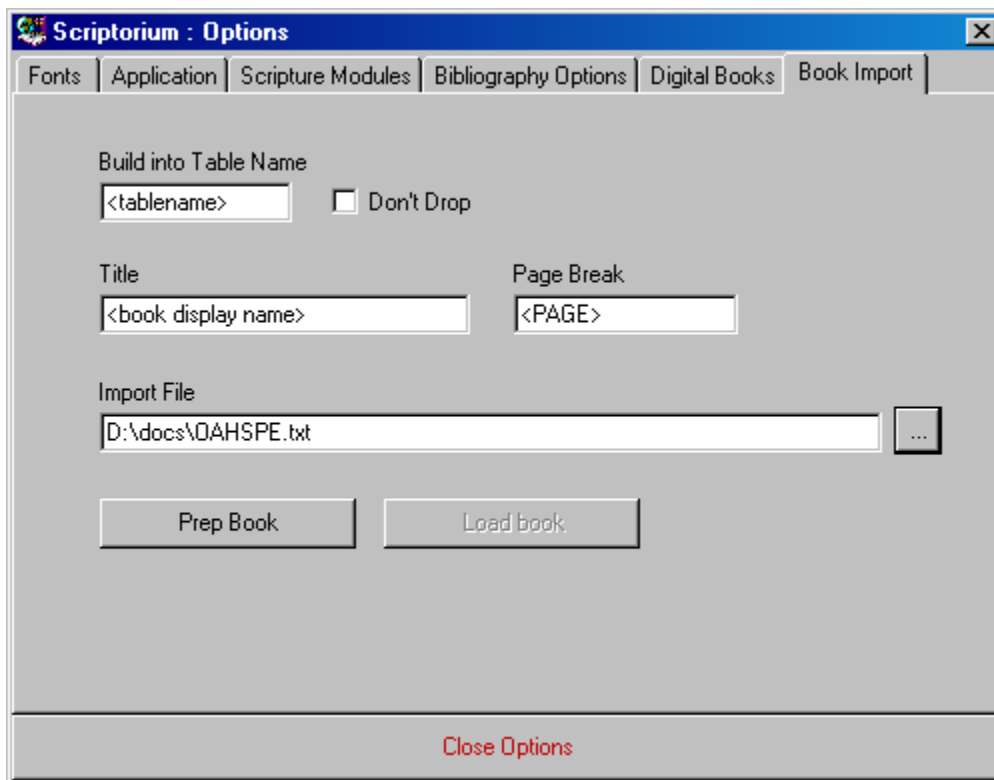 Scriptorium : Options
Fonts Application Scripture Modules Bibliography Options Digital Books Book Import
Build into Table Name
<tablename> Don't Drop
Title Page Break
<book display name> <PAGE>
Import File
D:\docs\OAHSPE.txt ...
Prep Book Load book
Close Options